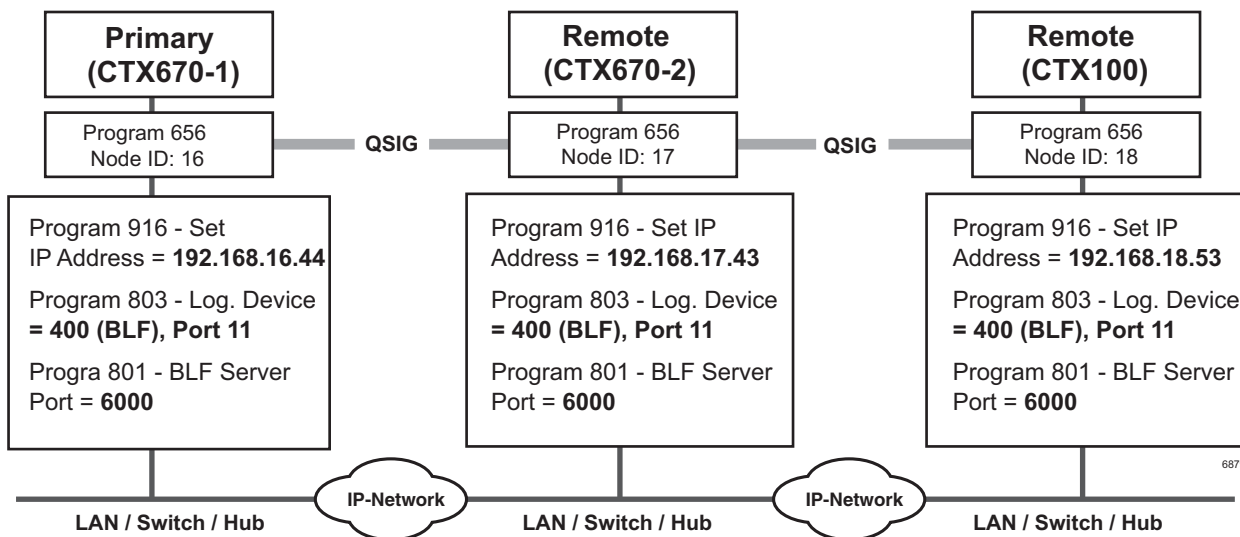 Primary
(CTX670-1)
Program 656
Node ID: 16
Program 916 - Set
IP Address = 192.168.16.44
Program 803 - Log. Device
= 400 (BLF), Port 11
Progra 801 - BLF Server
Port = 6000
QSIG
Remote
(CTX670-2)
Program 656
Node ID: 17
Program 916 - Set IP
Address = 192.168.17.43
Program 803 - Log. Device
= 400 (BLF), Port 11
Program 801 - BLF Server
Port = 6000
QSIG
Remote
(CTX100)
Program 656
Node ID: 18
Program 916 - Set IP
Address = 192.168.18.53
Program 803 - Log. Device
= 400 (BLF), Port 11
Program 801 - BLF Server
Port = 6000
687
IP-Network
IP-Network
LAN / Switch / Hub
LAN / Switch / Hub
LAN / Switch / Hub